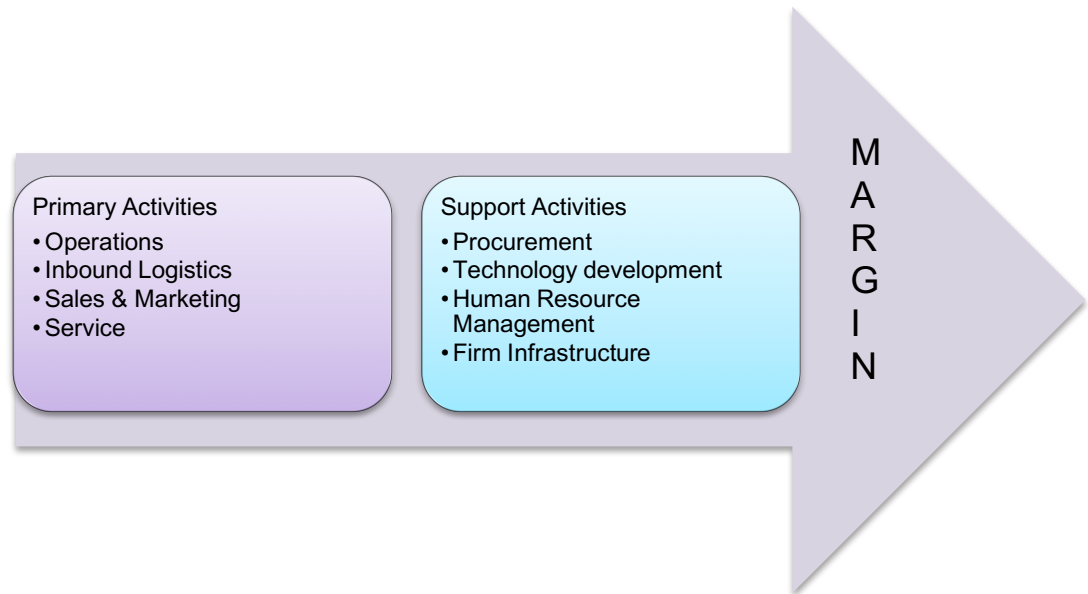 Primary Activities
• Operations
• Inbound Logistics
• Sales & Marketing
• Service
Support Activities
• Procurement
• Technology development
• Human Resource
Management
• Firm Infrastructure
M
A
R
G
I
N